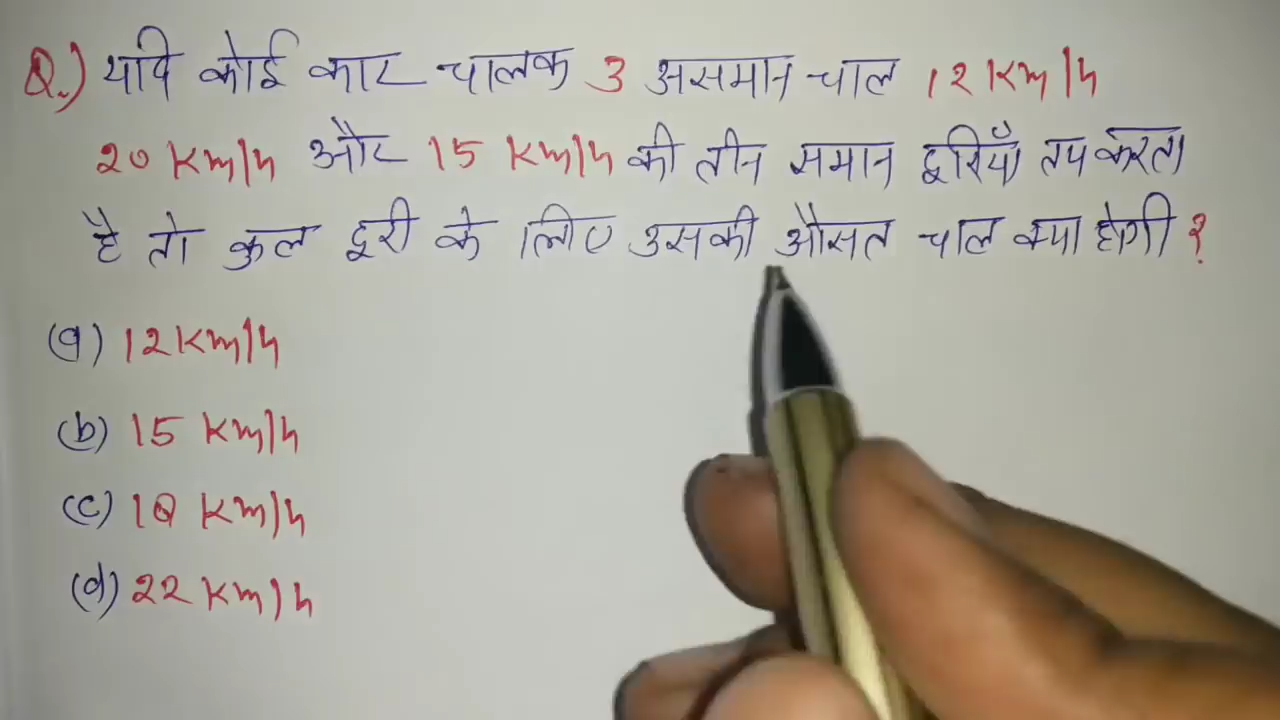 Q.) यदि कोई कार चालक 3 असमान चाल 12 Km/h
20 Km/h और 15 Km/h की तीन समान दूरियाँ तय करता
है तो कुल दूरी के लिए उसकी औसत चाल क्या होगी ?
(a) 12 Km/h
(b) 15 Km/h
(c) 18 Km/h
(d) 22 Km/h